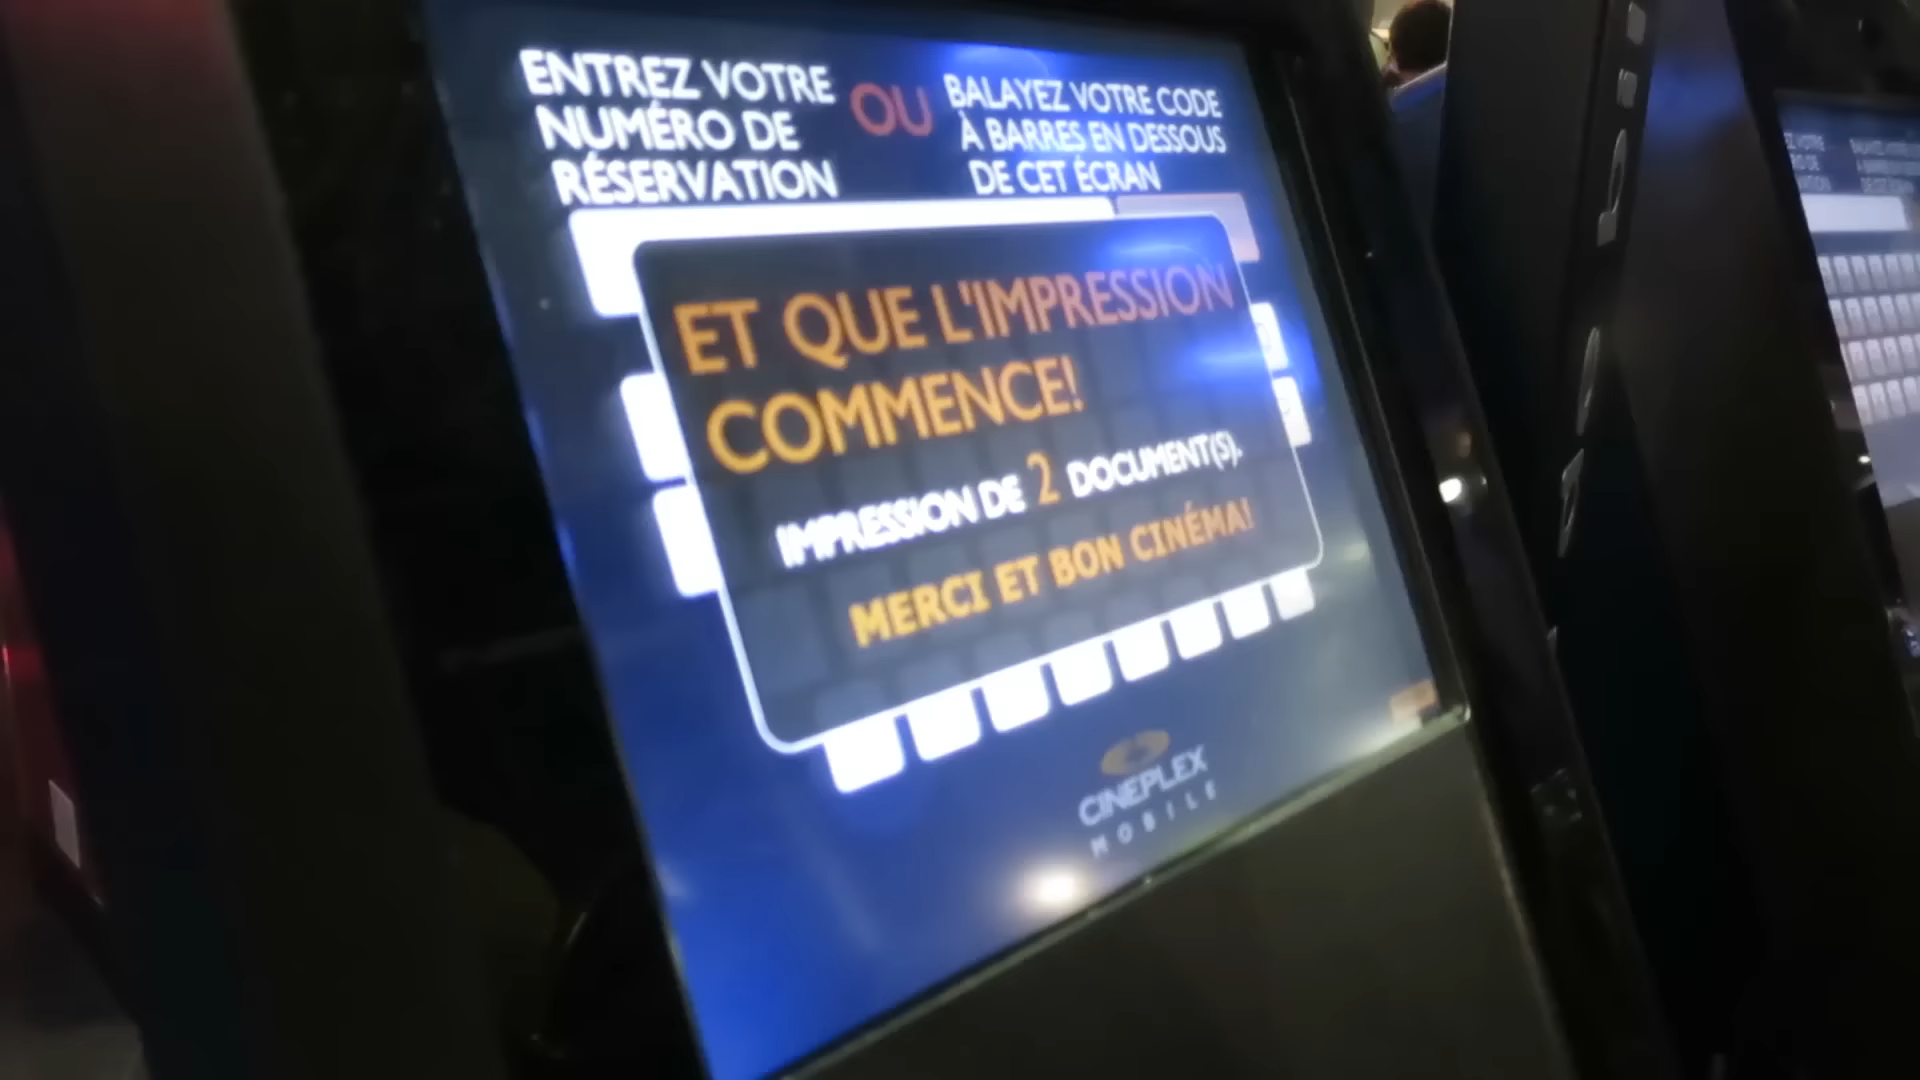 ENTREZ VOTRE
NUMÉRO DE
RÉSERVATION
OU
BALAYEZ VOTRE CODE
À BARRES EN DESSOUS
DE CET ÉCRAN
ET QUE L'IMPRESSION
COMMENCE!
IMPRESSION DE 2 DOCUMENT(S).
MERCI ET BON CINÉMA!
CINEPLEX
MOBILE